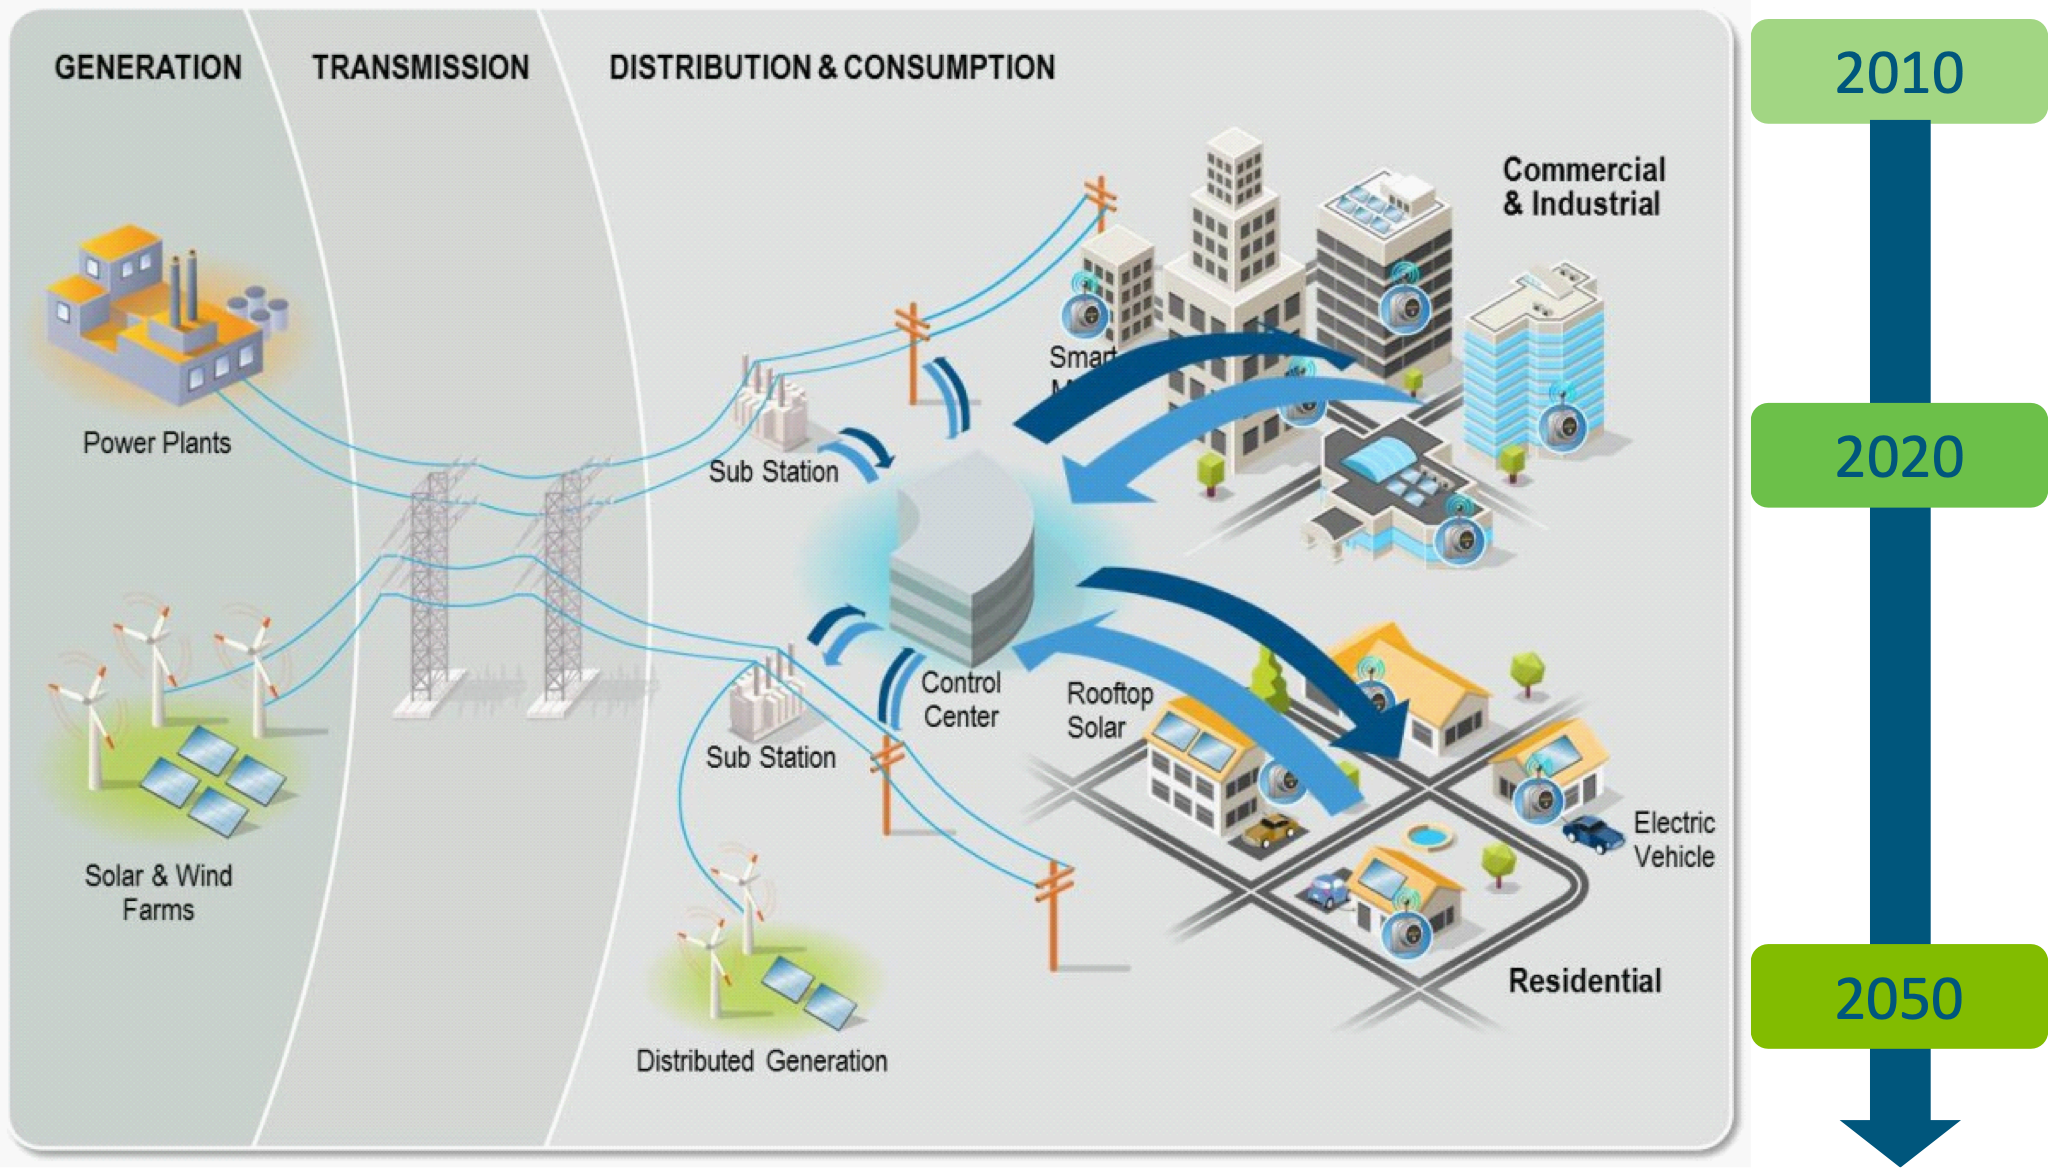 GENERATION
TRANSMISSION
DISTRIBUTION & CONSUMPTION
Commercial
& Industrial
Power Plants
Smart
Sub Station
Control
Center
Rooftop
Solar
Sub Station
Electric
Vehicle
Solar & Wind
Farms
Residential
Distributed Generation
2010
2020
2050